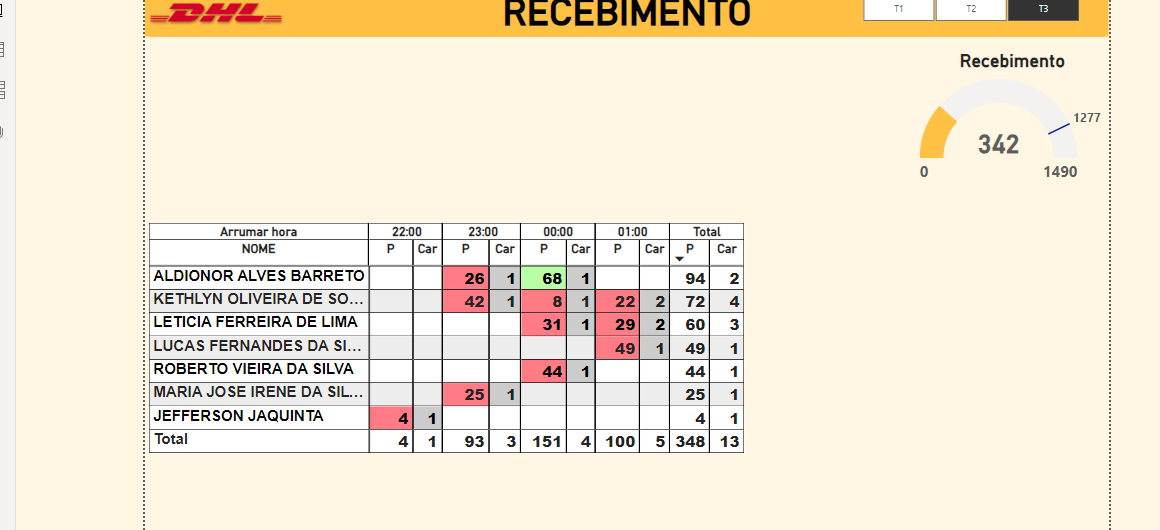 DHL
RECEBIMENTO
T1 T2 T3
Recebimento
1277
342
0 1490
Arrumar hora 22:00 23:00 00:00 01:00 Total
NOME P Car P Car P Car P Car P Car
ALDIONOR ALVES BARRETO 26 1 68 1 94 2
KETHLYN OLIVEIRA DE SO... 42 1 8 1 22 2 72 4
LETICIA FERREIRA DE LIMA 31 1 29 2 60 3
LUCAS FERNANDES DA SI... 49 1 49 1
ROBERTO VIEIRA DA SILVA 44 1 44 1
MARIA JOSE IRENE DA SIL... 25 1 25 1
JEFFERSON JAQUINTA 4 1 4 1
Total 4 1 93 3 151 4 100 5 348 13